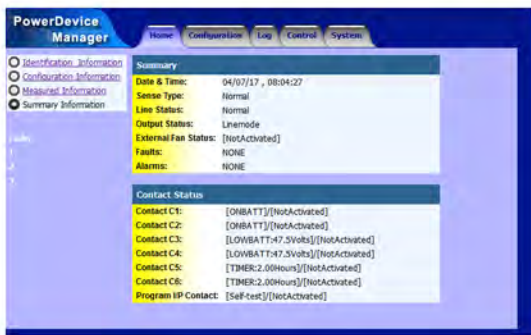 PowerDevice
Manager
Home Configuration Log Control System
Identification Information
Configuration Information
Measured Information
Summary Information
Summary
Date & Time: 04/07/17 , 08:04:27
Sense Type: Normal
Line Status: Normal
Output Status: Linemode
External Fan Status: [NotActivated]
Faults: NONE
Alarms: NONE
Contact Status
Contact C1: [ONBATT]/[NotActivated]
Contact C2: [ONBATT]/[NotActivated]
Contact C3: [LOWBATT:47.5Volts]/[NotActivated]
Contact C4: [LOWBATT:47.5Volts]/[NotActivated]
Contact C5: [TIMER:2.00Hours]/[NotActivated]
Contact C6: [TIMER:2.00Hours]/[NotActivated]
Program I/P Contact: [Self-test]/[NotActivated]